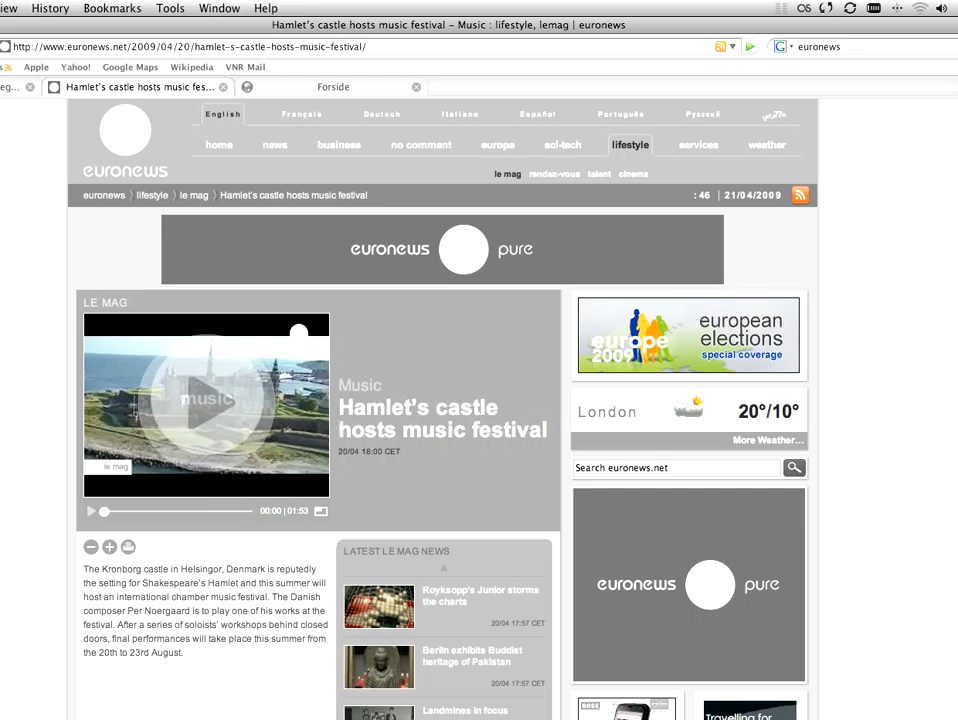 iew History Bookmarks Tools Window Help OS
Hamlet's castle hosts music festival – Music : lifestyle, lemag | euronews
http://www.euronews.net/2009/04/20/hamlet-s-castle-hosts-music-festival/ G euronews
s Apple Yahoo! Google Maps Wikipedia VNR Mail
eg... Hamlet's castle hosts music fes... Forside
English Français Deutsch Italiano Español Português Русский عربي
home news business no comment europa sci-tech lifestyle services weather
euronews
le mag rendez-vous talent cinema
euronews lifestyle le mag Hamlet's castle hosts music festival : 46 | 21/04/2009
euronews pure
LE MAG
music
le mag
00:00 | 01:53
Music
Hamlet's castle
hosts music festival
20/04 18:00 CET
europe
2009
european
elections
special coverage
London 20°/10°
More Weather...
Search euronews.net
euronews pure
The Kronborg castle in Helsingor, Denmark is reputedly
the setting for Shakespeare's Hamlet and this summer will
host an international chamber music festival. The Danish
composer Per Noergaard is to play one of his works at the
festival. After a series of soloists' workshops behind closed
doors, final performances will take place this summer from
the 20th to 23rd August.
LATEST LE MAG NEWS
Royksopp's Junior storms
the charts
20/04 17:57 CET
Berlin exhibits Buddist
heritage of Pakistan
20/04 17:57 CET
Landmines in focus
BASE
Travelling for